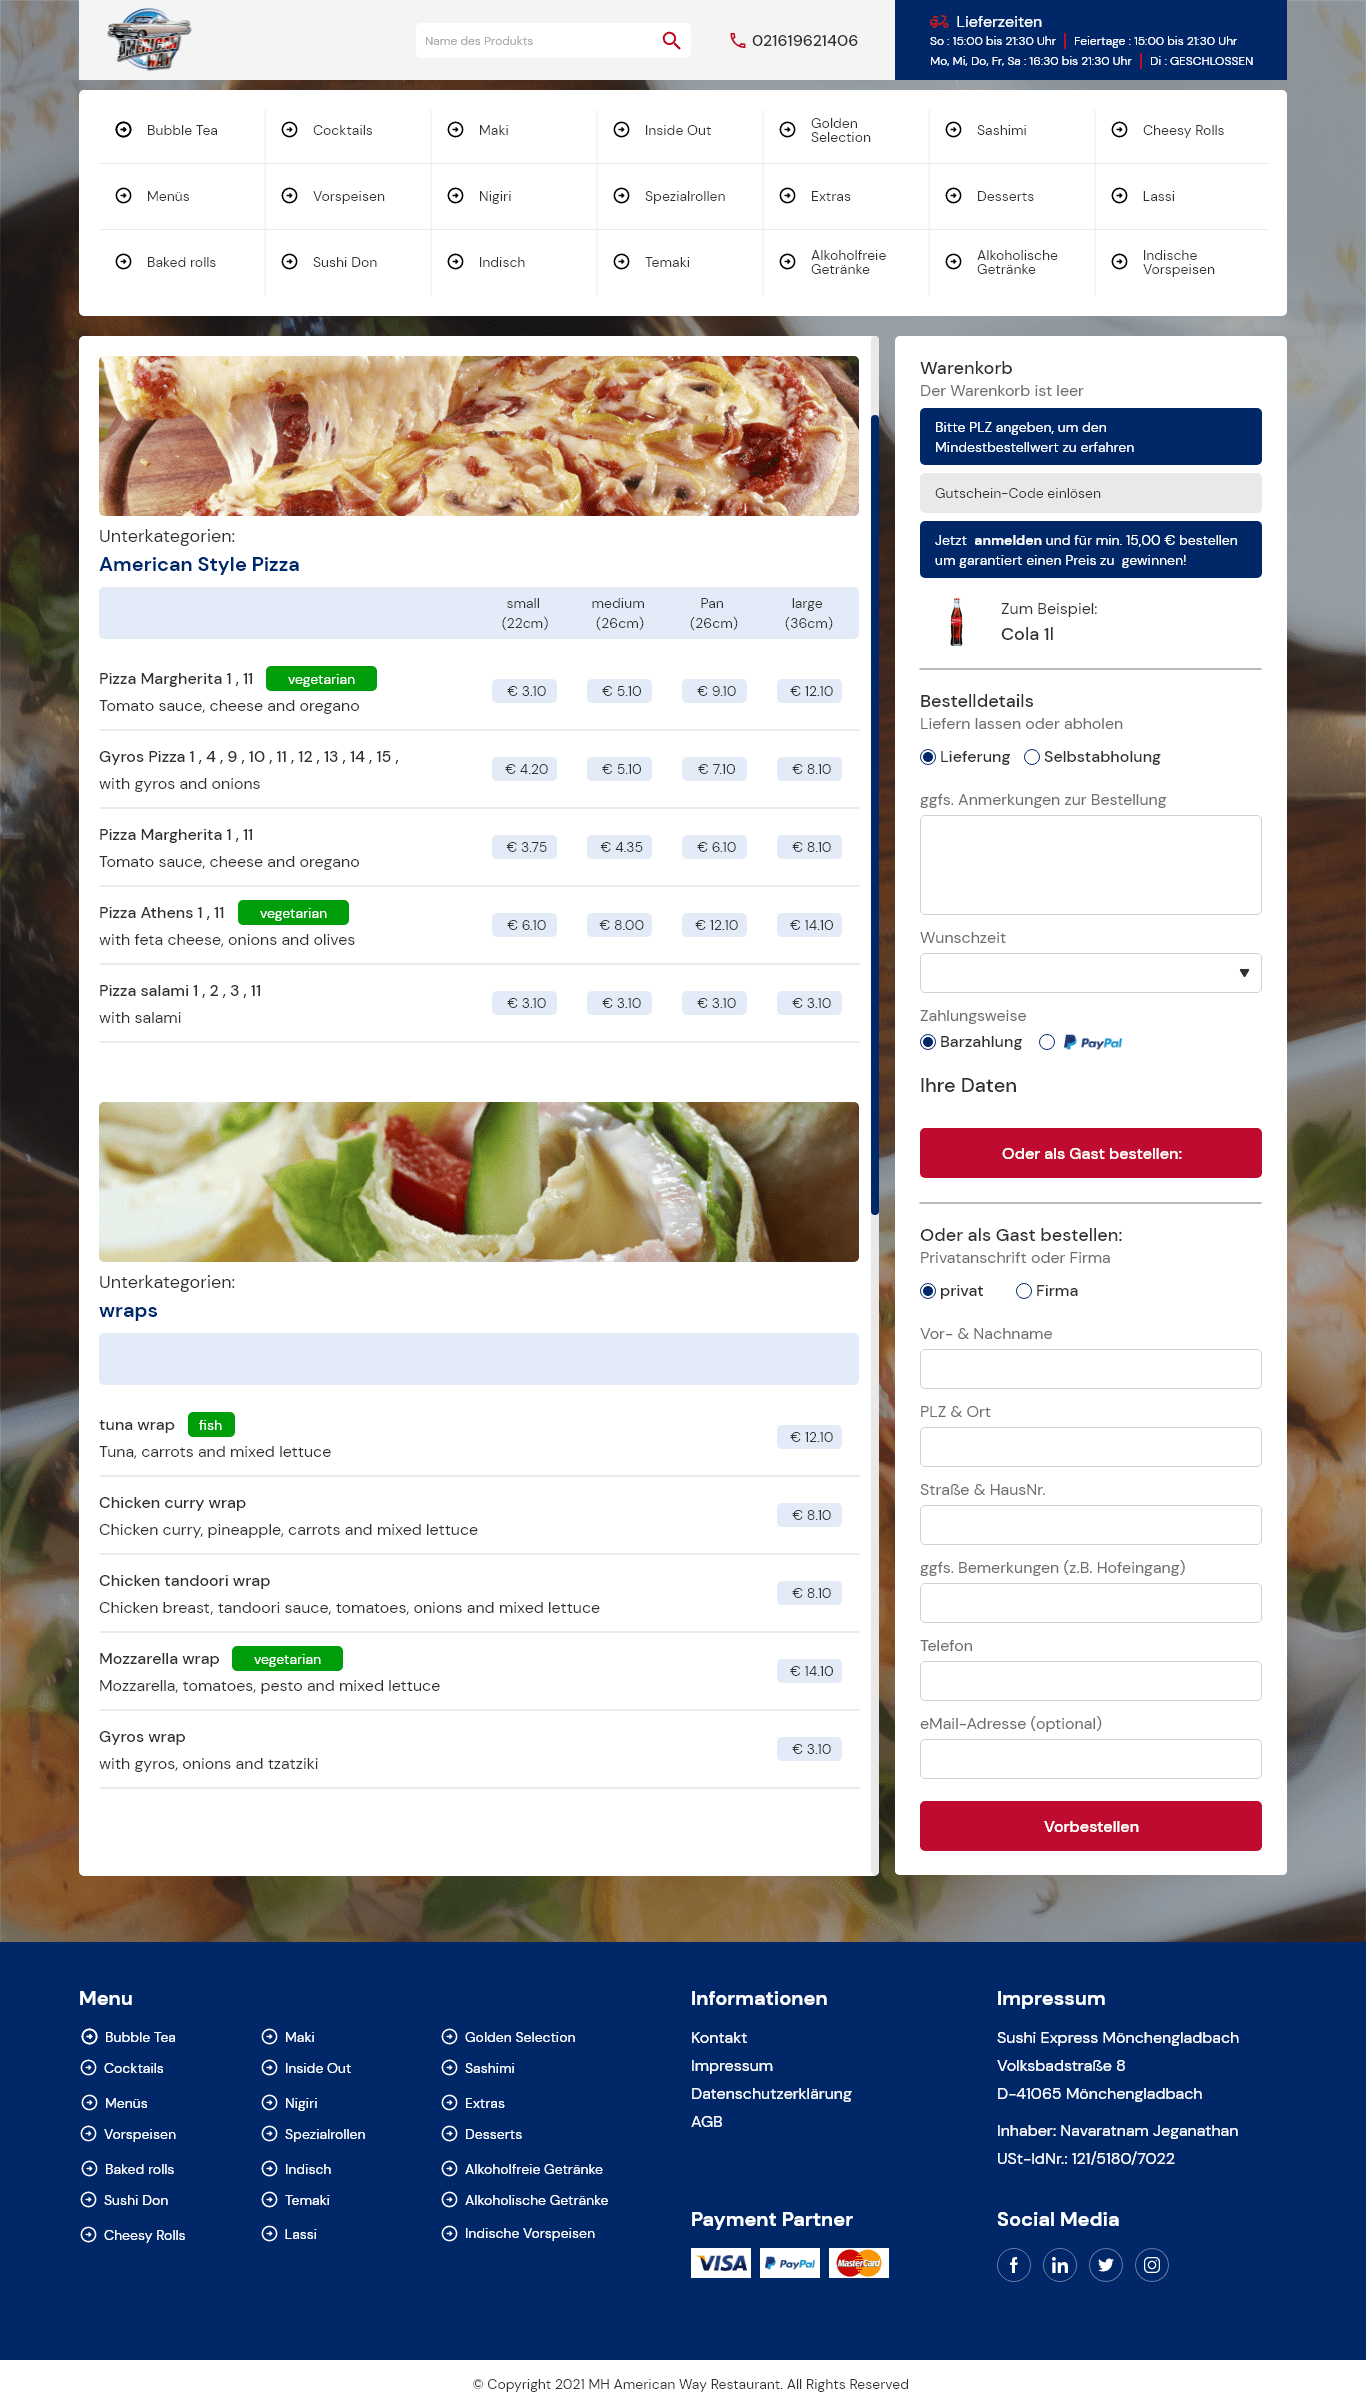 AMERICAN WAY
Name des Produkts
021619621406
Lieferzeiten
So : 15:00 bis 21:30 Uhr | Feiertage : 15:00 bis 21:30 Uhr
Mo, Mi, Do, Fr, Sa : 16:30 bis 21:30 Uhr | Di : GESCHLOSSEN
Bubble Tea
Cocktails
Maki
Inside Out
Golden
Selection
Sashimi
Cheesy Rolls
Menüs
Vorspeisen
Nigiri
Spezialrollen
Extras
Desserts
Lassi
Baked rolls
Sushi Don
Indisch
Temaki
Alkoholfreie
Getränke
Alkoholische
Getränke
Indische
Vorspeisen
Unterkategorien:
American Style Pizza
small medium Pan large
(22cm) (26cm) (26cm) (36cm)
Pizza Margherita 1 , 11 vegetarian
Tomato sauce, cheese and oregano
€ 3.10 € 5.10 € 9.10 € 12.10
Gyros Pizza 1 , 4 , 9 , 10 , 11 , 12 , 13 , 14 , 15 ,
with gyros and onions
€ 4.20 € 5.10 € 7.10 € 8.10
Pizza Margherita 1 , 11
Tomato sauce, cheese and oregano
€ 3.75 € 4.35 € 6.10 € 8.10
Pizza Athens 1 , 11 vegetarian
with feta cheese, onions and olives
€ 6.10 € 8.00 € 12.10 € 14.10
Pizza salami 1 , 2 , 3 , 11
with salami
€ 3.10 € 3.10 € 3.10 € 3.10
Unterkategorien:
wraps
tuna wrap fish
Tuna, carrots and mixed lettuce
€ 12.10
Chicken curry wrap
Chicken curry, pineapple, carrots and mixed lettuce
€ 8.10
Chicken tandoori wrap
Chicken breast, tandoori sauce, tomatoes, onions and mixed lettuce
€ 8.10
Mozzarella wrap vegetarian
Mozzarella, tomatoes, pesto and mixed lettuce
€ 14.10
Gyros wrap
with gyros, onions and tzatziki
€ 3.10
Warenkorb
Der Warenkorb ist leer
Bitte PLZ angeben, um den
Mindestbestellwert zu erfahren
Gutschein-Code einlösen
Jetzt anmelden und für min. 15,00 € bestellen
um garantiert einen Preis zu gewinnen!
Zum Beispiel:
Cola 1l
Bestelldetails
Liefern lassen oder abholen
Lieferung Selbstabholung
ggfs. Anmerkungen zur Bestellung
Wunschzeit
Zahlungsweise
Barzahlung PayPal
Ihre Daten
Oder als Gast bestellen:
Oder als Gast bestellen:
Privatanschrift oder Firma
privat Firma
Vor- & Nachname
PLZ & Ort
Straße & HausNr.
ggfs. Bemerkungen (z.B. Hofeingang)
Telefon
eMail-Adresse (optional)
Vorbestellen
Menu
Bubble Tea
Cocktails
Menüs
Vorspeisen
Baked rolls
Sushi Don
Cheesy Rolls
Maki
Inside Out
Nigiri
Spezialrollen
Indisch
Temaki
Lassi
Golden Selection
Sashimi
Extras
Desserts
Alkoholfreie Getränke
Alkoholische Getränke
Indische Vorspeisen
Informationen
Kontakt
Impressum
Datenschutzerklärung
AGB
Payment Partner
VISA PayPal MasterCard
Impressum
Sushi Express Mönchengladbach
Volksbadstraße 8
D-41065 Mönchengladbach
Inhaber: Navaratnam Jeganathan
USt-IdNr.: 121/5180/7022
Social Media
© Copyright 2021 MH American Way Restaurant. All Rights Reserved